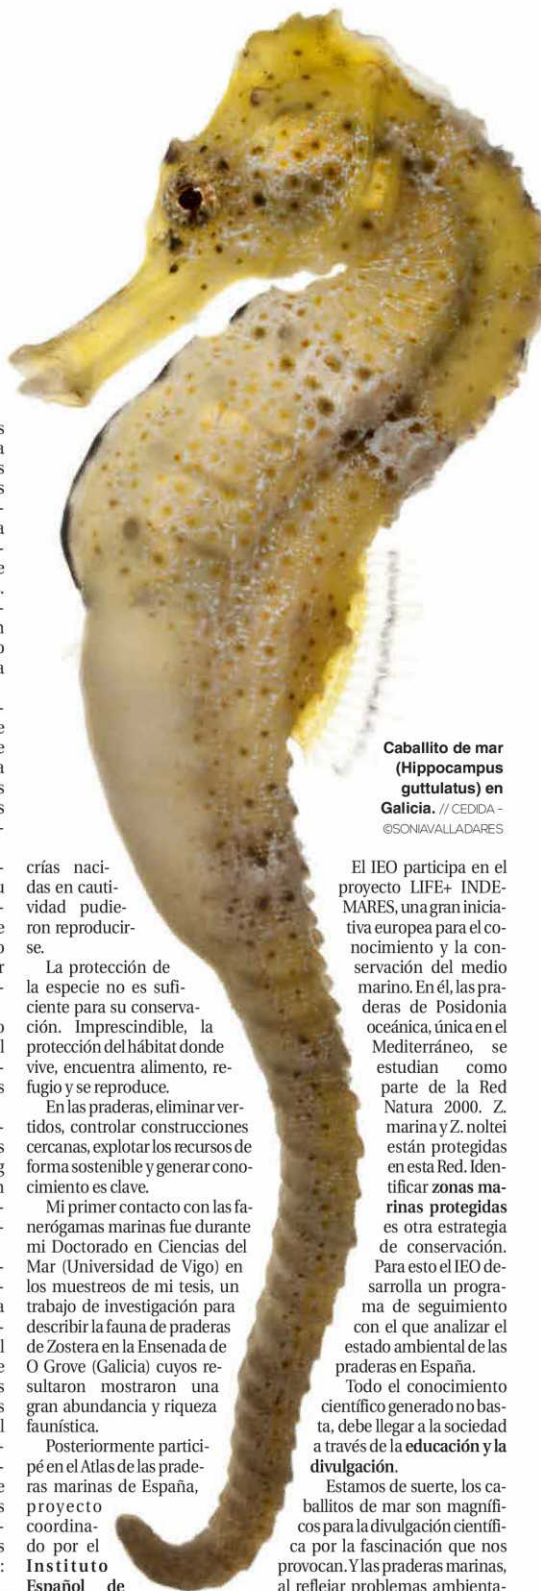 Caballito de mar
(Hippocampus
guttulatus) en
Galicia. // CEDIDA -
©SONIAVALLADARES
crías naci-
das en cauti-
vidad pudie-
ron reproducir-
se.
La protección de
la especie no es sufi-
ciente para su conserva-
ción. Imprescindible, la
protección del hábitat donde
vive, encuentra alimento, re-
fugio y se reproduce.
En las praderas, eliminar ver-
tidos, controlar construcciones
cercanas, explotar los recursos de
forma sostenible y generar cono-
cimiento es clave.
Mi primer contacto con las fa-
nerógamas marinas fue durante
mi Doctorado en Ciencias del
Mar (Universidad de Vigo) en
los muestreos de mi tesis, un
trabajo de investigación para
describir la fauna de praderas
de Zostera en la Ensenada de
O Grove (Galicia) cuyos re-
sultaron mostraron una
gran abundancia y riqueza
faunística.
Posteriormente partici-
pé en el Atlas de las prade-
ras marinas de España,
proyecto
coordina-
do por el
Instituto
Español de
El IEO participa en el
proyecto LIFE+ INDE-
MARES, una gran inicia-
tiva europea para el co-
nocimiento y la con-
servación del medio
marino. En él, las pra-
deras de Posidonia
oceánica, única en el
Mediterráneo, se
estudian como
parte de la Red
Natura 2000. Z.
marina y Z. noltei
están protegidas
en esta Red. Iden-
tificar zonas ma-
rinas protegidas
es otra estrategia
de conservación.
Para esto el IEO de-
sarrolla un progra-
ma de seguimiento
con el que analizar el
estado ambiental de las
praderas en España.
Todo el conocimiento
científico generado no bas-
ta, debe llegar a la sociedad
a través de la educación y la
divulgación.
Estamos de suerte, los ca-
ballitos de mar son magnífi-
cos para la divulgación científi-
ca por la fascinación que nos
provocan. Y las praderas marinas,
al reflejar problemas ambienta-